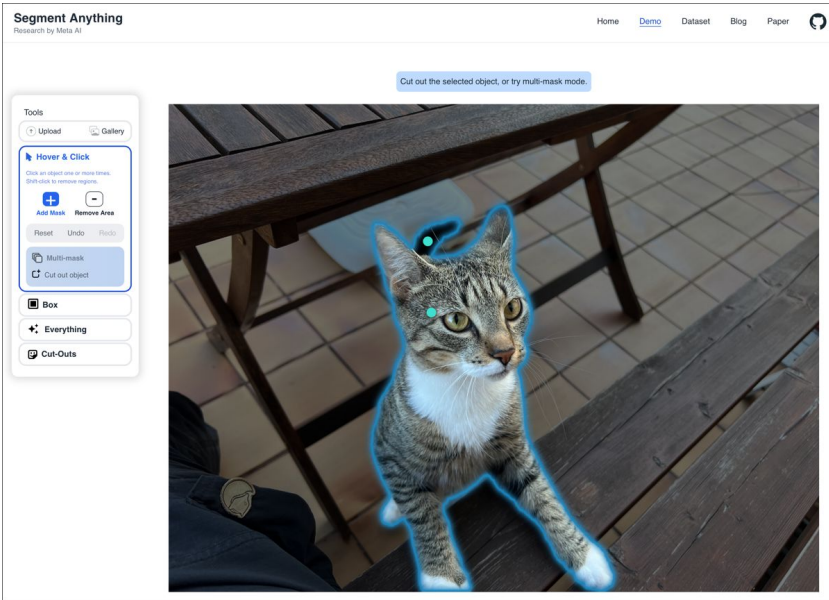 Segment Anything
Research by Meta AI
Home Demo Dataset Blog Paper
Cut out the selected object, or try multi-mask mode.
Tools
Upload Gallery
Hover & Click
Click an object one or more times.
Shift-click to remove regions.
Add Mask Remove Area
Reset Undo Redo
Multi-mask
Cut out object
Box
Everything
Cut-Outs